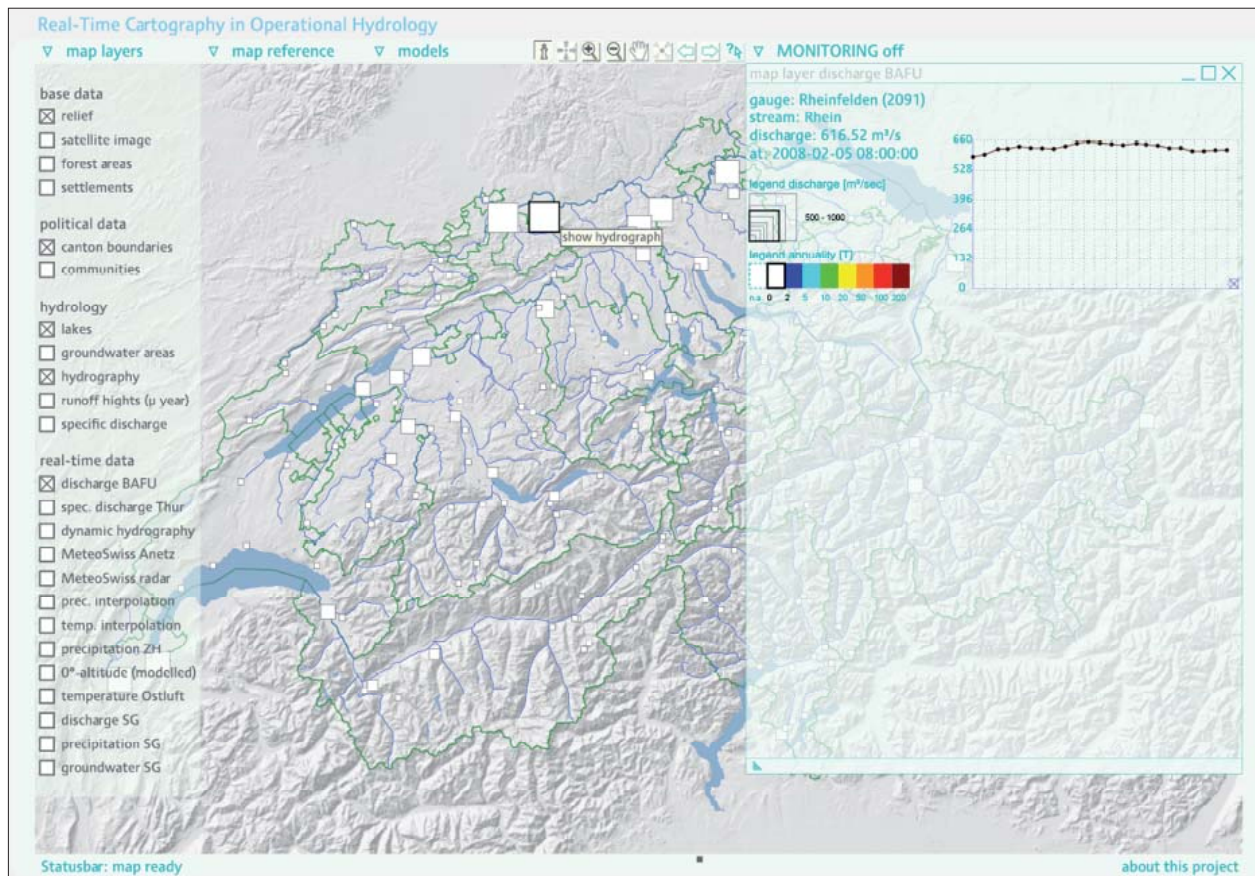 Real-Time Cartography in Operational Hydrology
map layers
map reference
models
MONITORING off
base data
relief
satellite image
forest areas
settlements
political data
canton boundaries
communities
hydrology
lakes
groundwater areas
hydrography
runoff hights (µ year)
specific discharge
real-time data
discharge BAFU
spec. discharge Thur
dynamic hydrography
MeteoSwiss Anetz
MeteoSwiss radar
prec. interpolation
temp. interpolation
precipitation ZH
0°-altitude (modelled)
temperature Ostluft
discharge SG
precipitation SG
groundwater SG
show hydrograph
map layer discharge BAFU
gauge: Rheinfelden (2091)
stream: Rhein
discharge: 616.52 m³/s
at: 2008-02-05 08:00:00
legend discharge [m³/sec]
500 - 1000
legend annuality [T]
n.a. 0 2 5 10 20 50 100 200
660
528
396
264
132
0
Statusbar: map ready
about this project